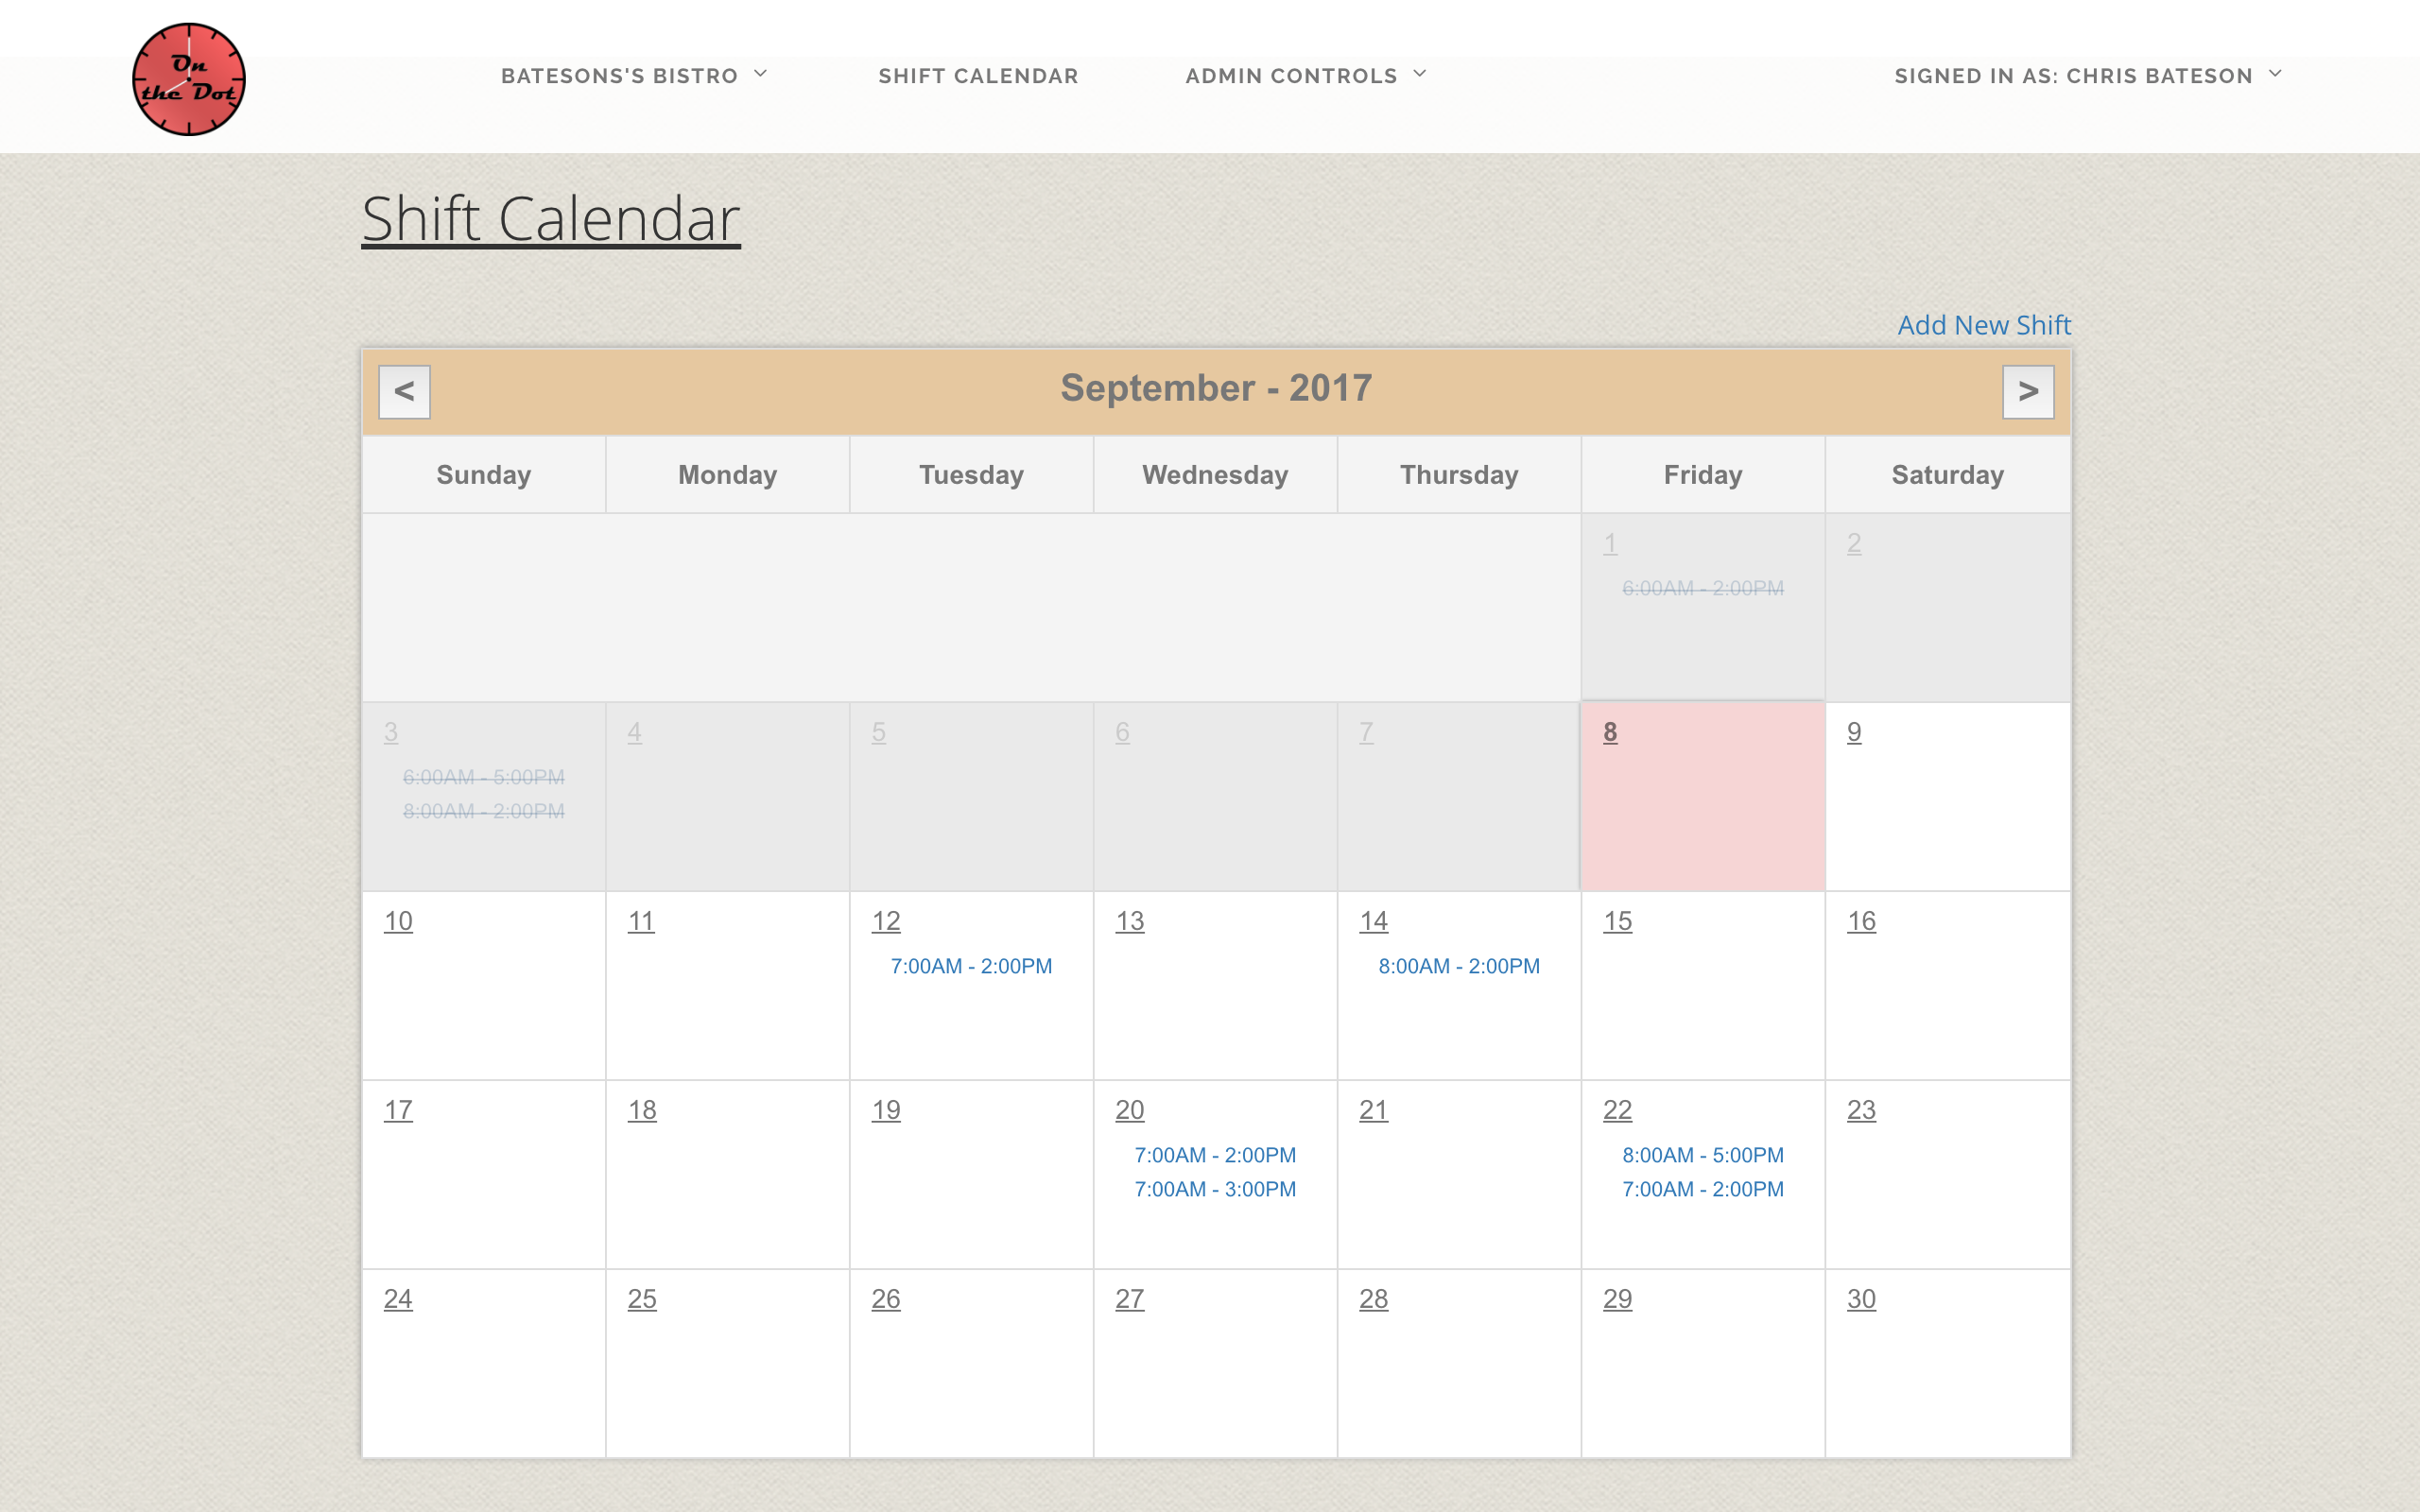 On
the Dot
BATESONS'S BISTRO
SHIFT CALENDAR
ADMIN CONTROLS
SIGNED IN AS: CHRIS BATESON
Shift Calendar
Add New Shift
< September - 2017 >
Sunday Monday Tuesday Wednesday Thursday Friday Saturday
1 2
6:00AM - 2:00PM
3 4 5 6 7 8 9
6:00AM - 5:00PM
8:00AM - 2:00PM
10 11 12 13 14 15 16
7:00AM - 2:00PM 8:00AM - 2:00PM
17 18 19 20 21 22 23
7:00AM - 2:00PM 8:00AM - 5:00PM
7:00AM - 3:00PM 7:00AM - 2:00PM
24 25 26 27 28 29 30